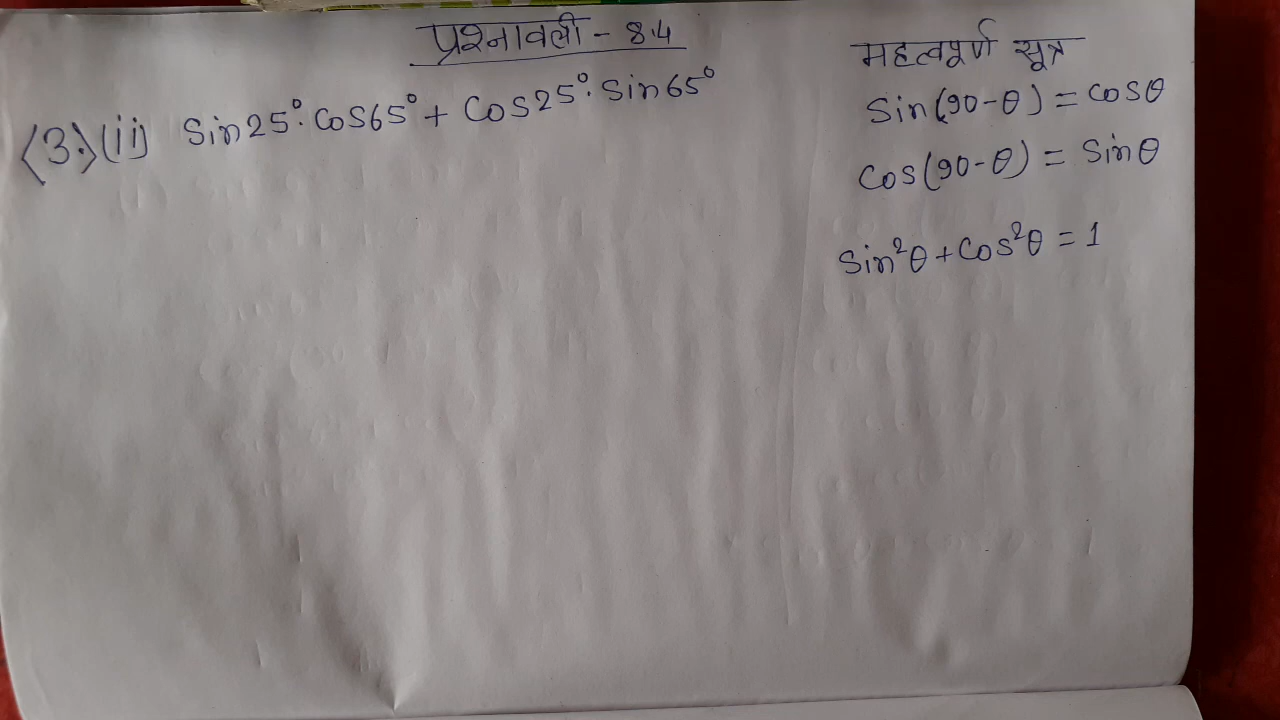 प्रश्नावली - 8.4
(3.)(ii) Sin25°. Cos65° + Cos25°. Sin65°
महत्वपूर्ण सूत्र
Sin(90-θ) = Cosθ
Cos(90-θ) = Sinθ
Sin²θ + Cos²θ = 1